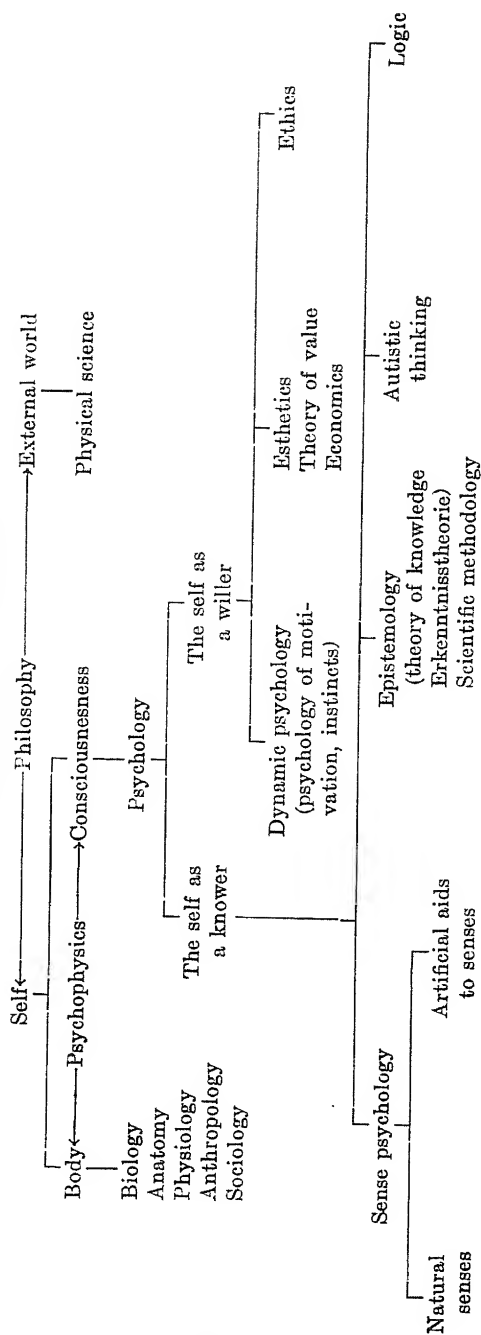 Self←Philosophy→External world
Physical science
Body←Psychophysics→Consciousnesness
Biology
Anatomy
Physiology
Anthropology
Sociology
Psychology
The self as
a knower
The self as
a willer
Dynamic psychology
(psychology of moti-
vation, instincts)
Esthetics
Theory of value
Economics
Ethics
Sense psychology
Epistemology
(theory of knowledge
Erkenntnisstheorie)
Scientific methodology
Autistic
thinking
Logic
Natural
senses
Artificial aids
to senses